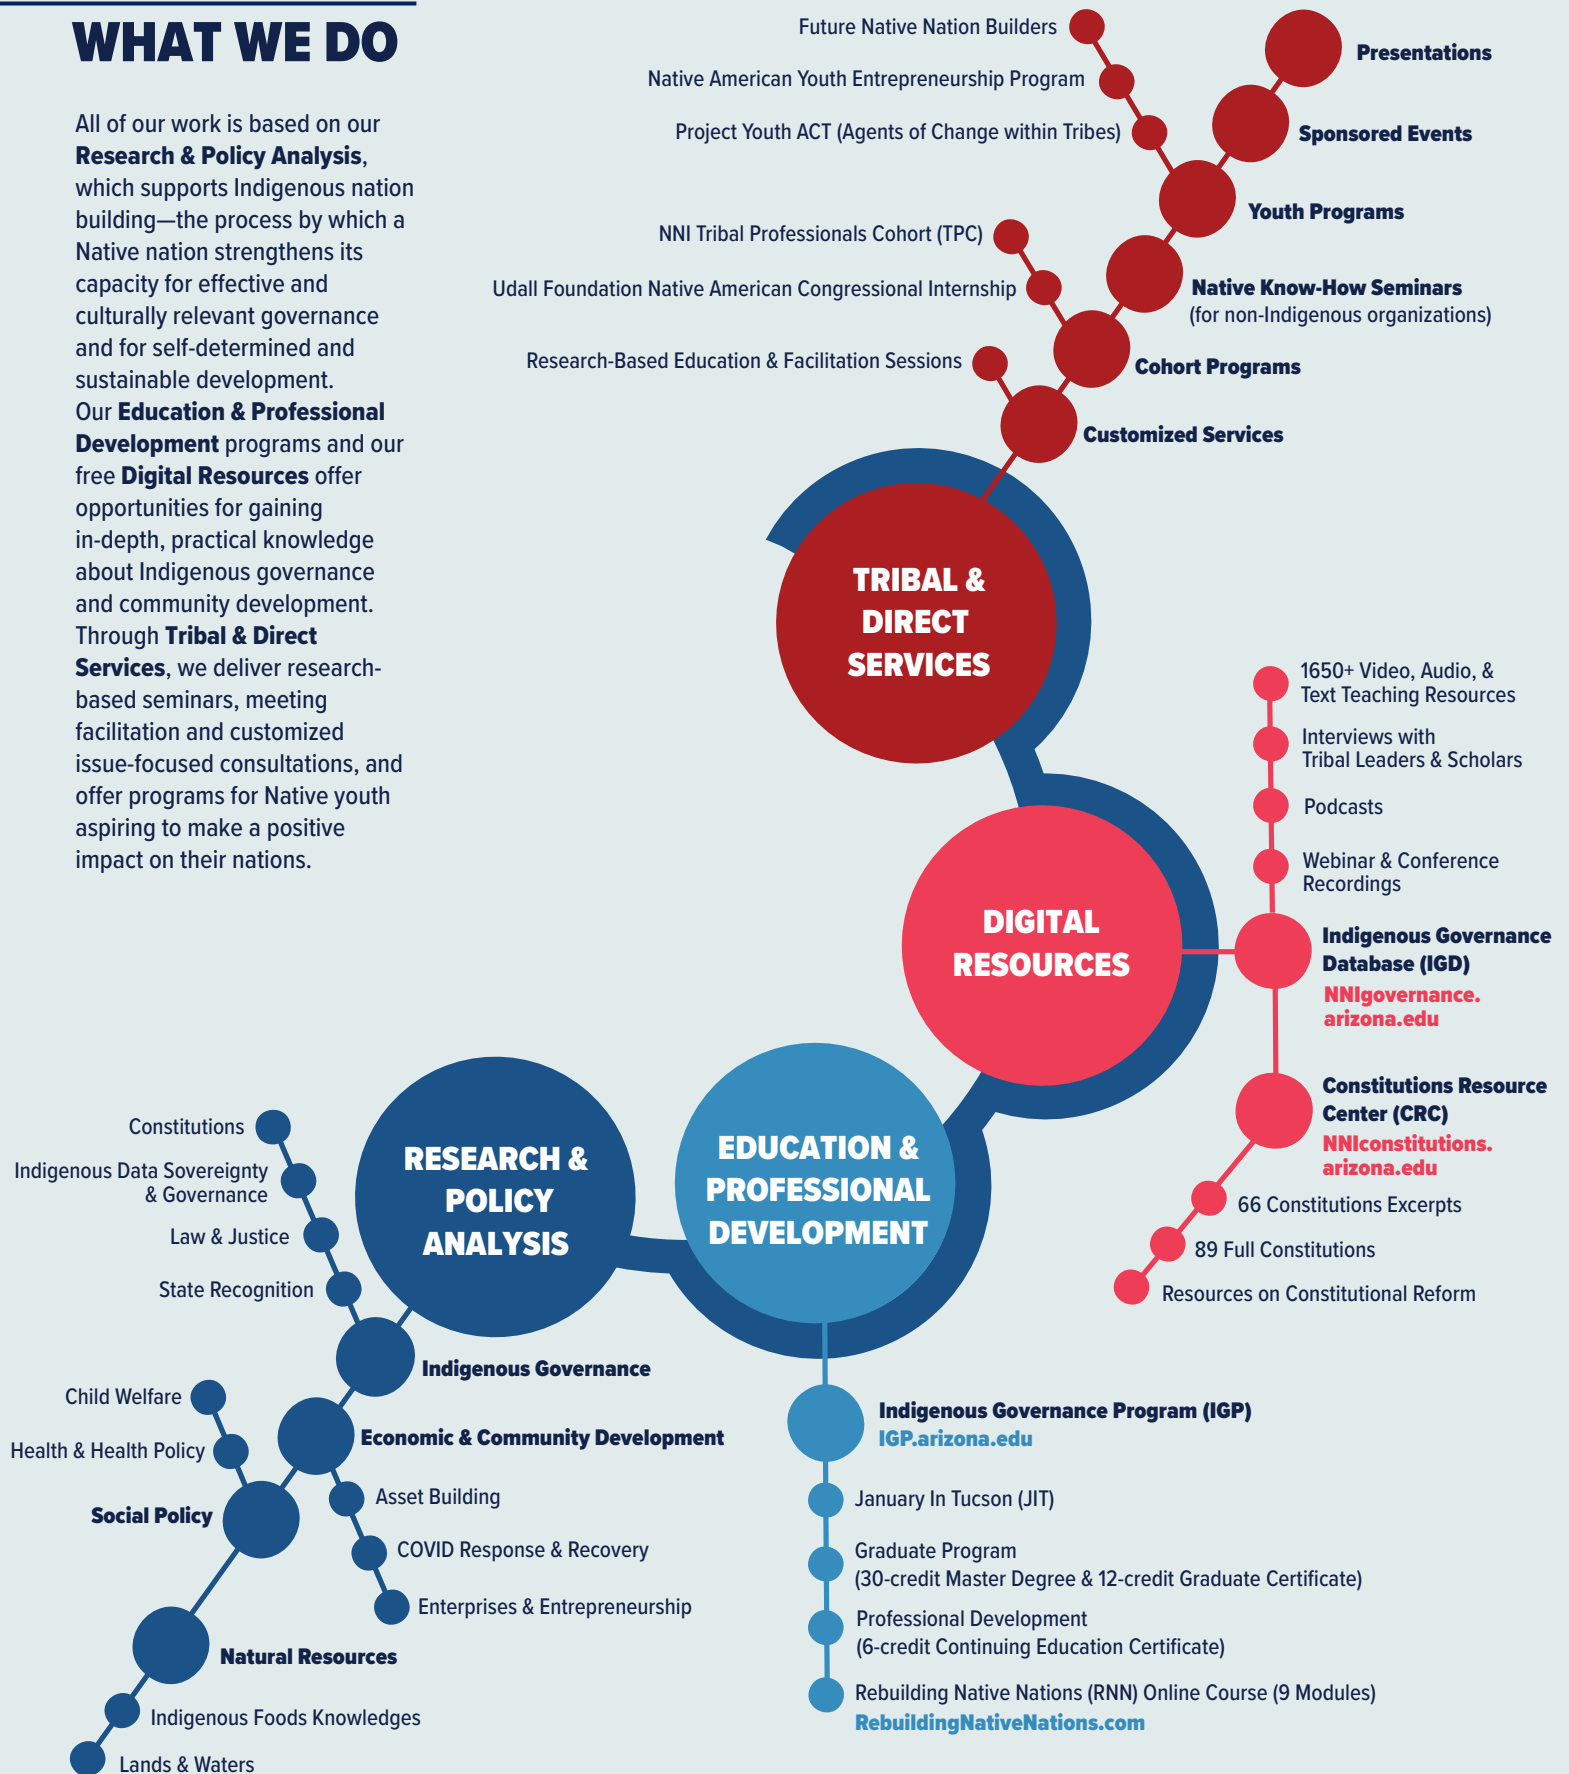 WHAT WE DO
All of our work is based on our
Research & Policy Analysis,
which supports Indigenous nation
building—the process by which a
Native nation strengthens its
capacity for effective and
culturally relevant governance
and for self-determined and
sustainable development.
Our Education & Professional
Development programs and our
free Digital Resources offer
opportunities for gaining
in-depth, practical knowledge
about Indigenous governance
and community development.
Through Tribal & Direct
Services, we deliver research-
based seminars, meeting
facilitation and customized
issue-focused consultations, and
offer programs for Native youth
aspiring to make a positive
impact on their nations.
Future Native Nation Builders
Native American Youth Entrepreneurship Program
Project Youth ACT (Agents of Change within Tribes)
NNI Tribal Professionals Cohort (TPC)
Udall Foundation Native American Congressional Internship
Research-Based Education & Facilitation Sessions
Presentations
Sponsored Events
Youth Programs
Native Know-How Seminars
(for non-Indigenous organizations)
Cohort Programs
Customized Services
TRIBAL &
DIRECT
SERVICES
1650+ Video, Audio, &
Text Teaching Resources
Interviews with
Tribal Leaders & Scholars
Podcasts
Webinar & Conference
Recordings
DIGITAL
RESOURCES
Indigenous Governance
Database (IGD)
NNIgovernance.
arizona.edu
Constitutions Resource
Center (CRC)
NNIconstitutions.
arizona.edu
66 Constitutions Excerpts
89 Full Constitutions
Resources on Constitutional Reform
EDUCATION &
PROFESSIONAL
DEVELOPMENT
Indigenous Governance Program (IGP)
IGP.arizona.edu
January In Tucson (JIT)
Graduate Program
(30-credit Master Degree & 12-credit Graduate Certificate)
Professional Development
(6-credit Continuing Education Certificate)
Rebuilding Native Nations (RNN) Online Course (9 Modules)
RebuildingNativeNations.com
RESEARCH &
POLICY
ANALYSIS
Constitutions
Indigenous Data Sovereignty
& Governance
Law & Justice
State Recognition
Indigenous Governance
Child Welfare
Health & Health Policy
Economic & Community Development
Social Policy
Asset Building
COVID Response & Recovery
Enterprises & Entrepreneurship
Natural Resources
Indigenous Foods Knowledges
Lands & Waters